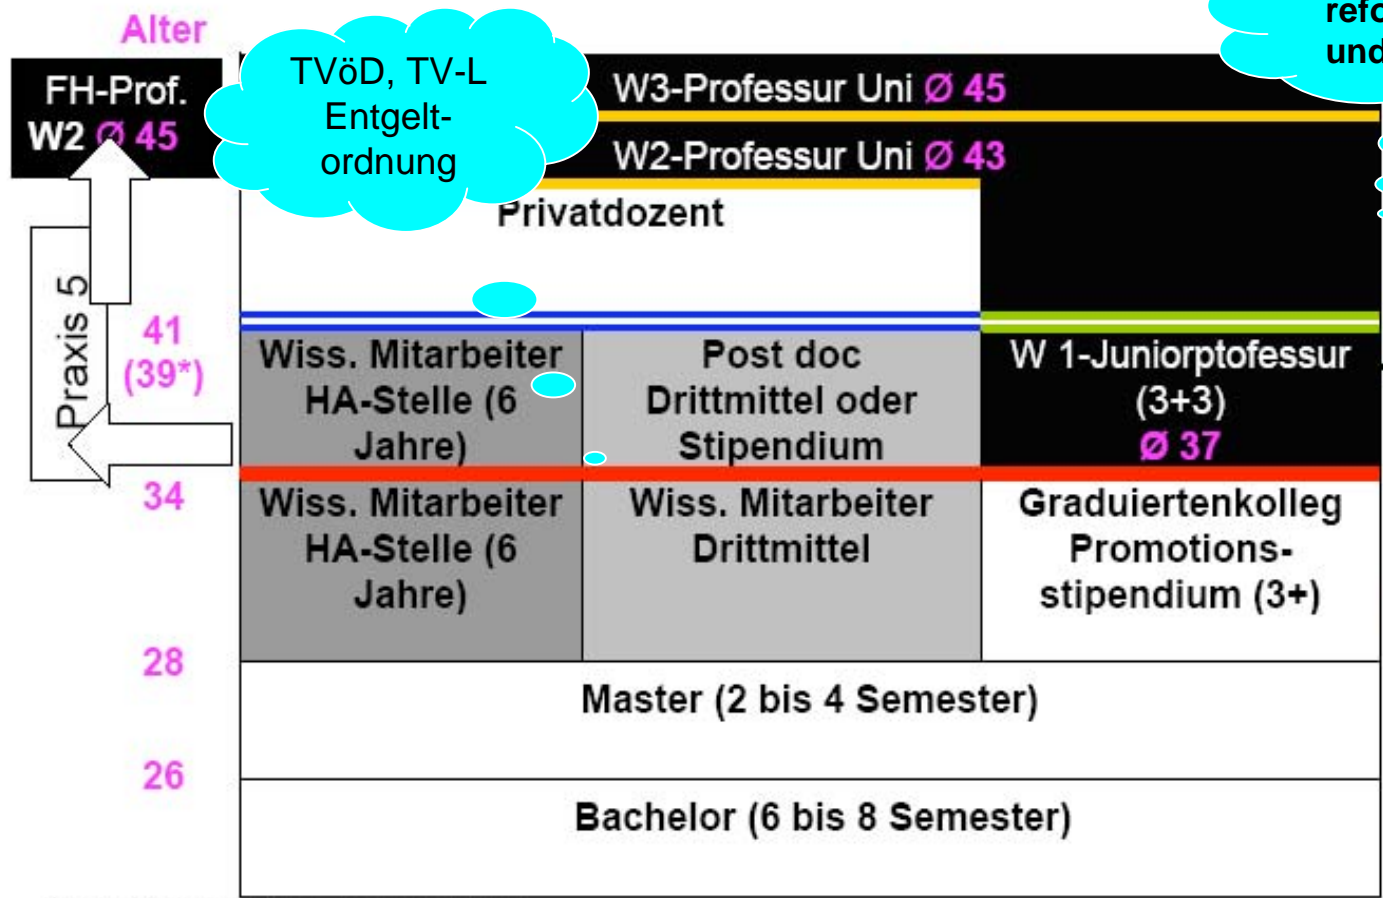 Alter
FH-Prof.
W2 Ø 45
TVöD, TV-L
Entgelt-
ordnung
W3-Professur Uni Ø 45
W2-Professur Uni Ø 43
und
Privatdozent
Praxis 5
41
(39*)
Wiss. Mitarbeiter
HA-Stelle (6
Jahre)
Post doc
Drittmittel oder
Stipendium
W 1-Juniorptofessur
(3+3)
Ø 37
34
Wiss. Mitarbeiter
HA-Stelle (6
Jahre)
Wiss. Mitarbeiter
Drittmittel
Graduiertenkolleg
Promotions-
stipendium (3+)
28
Master (2 bis 4 Semester)
26
Bachelor (6 bis 8 Semester)